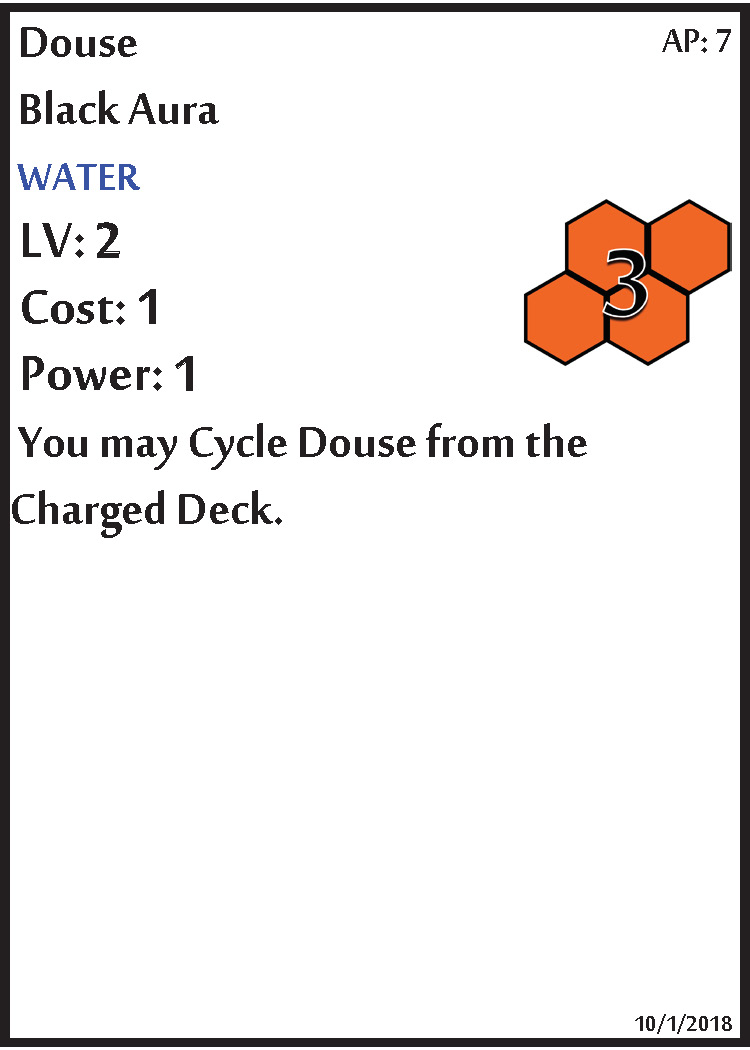 Douse
AP: 7
Black Aura
WATER
LV: 2
Cost: 1
3
Power: 1
You may Cycle Douse from the
Charged Deck.
10/1/2018